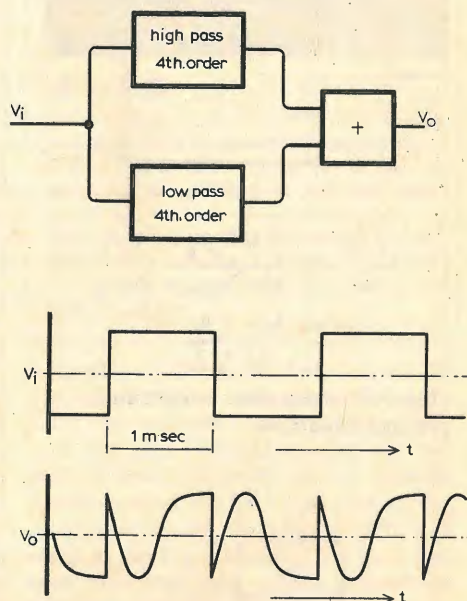 high pass
4th. order
Vi
+
Vo
low pass
4th. order
Vi
1 m sec
t
Vo
t